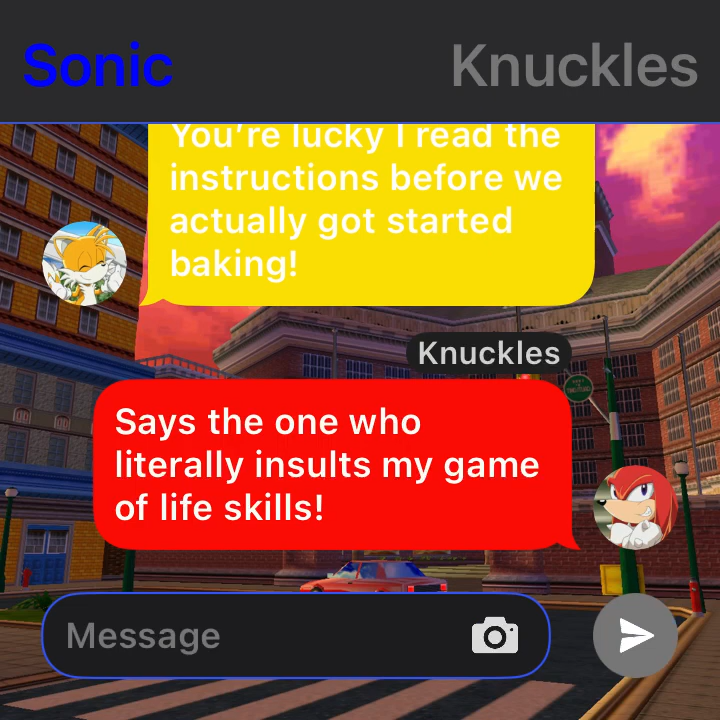 Sonic
Knuckles
You're lucky I read the
instructions before we
actually got started
baking!
Knuckles
Says the one who
literally insults my game
of life skills!
Message